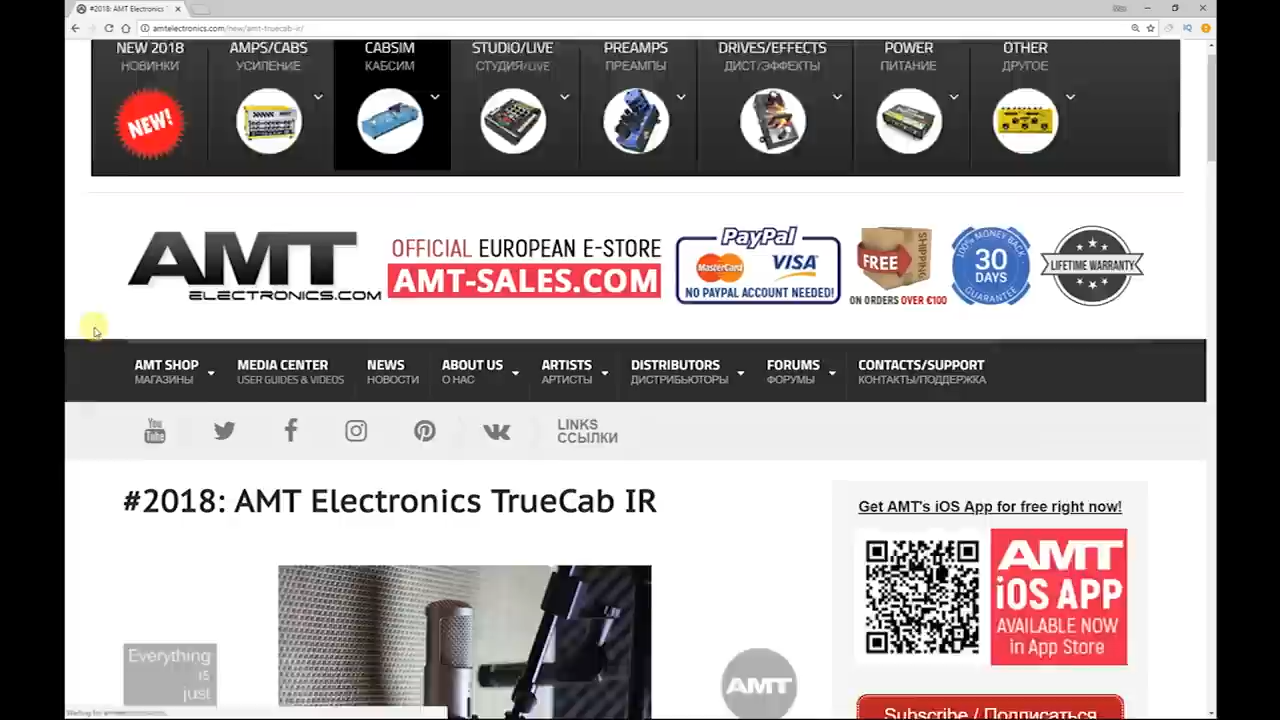 #2018: AMT Electronics
amtelectronics.com/new/amt-truecab-ir/
NEW 2018
НОВИНКИ
NEW!
AMPS/CABS
УСИЛЕНИЕ
CABSIM
КАБСИМ
STUDIO/LIVE
СТУДИЯ/LIVE
PREAMPS
ПРЕАМПЫ
DRIVES/EFFECTS
ДИСТ/ЭФФЕКТЫ
POWER
ПИТАНИЕ
OTHER
ДРУГОЕ
AMT
ELECTRONICS.COM
OFFICIAL EUROPEAN E-STORE
AMT-SALES.COM
PayPal
MasterCard VISA
NO PAYPAL ACCOUNT NEEDED!
FREE
SHIPPING
ON ORDERS OVER €100
100% MONEY BACK
30
DAYS
GUARANTEE
LIFETIME WARRANTY
AMT SHOP
МАГАЗИНЫ
MEDIA CENTER
USER GUIDES & VIDEOS
NEWS
НОВОСТИ
ABOUT US
О НАС
ARTISTS
АРТИСТЫ
DISTRIBUTORS
ДИСТРИБЬЮТОРЫ
FORUMS
ФОРУМЫ
CONTACTS/SUPPORT
КОНТАКТЫ/ПОДДЕРЖКА
You
Tube
LINKS
ССЫЛКИ
#2018: AMT Electronics TrueCab IR
Get AMT's iOS App for free right now!
AMT
iOS APP
AVAILABLE NOW
in App Store
Everything
is
just
AMT
Subscribe / Подписаться